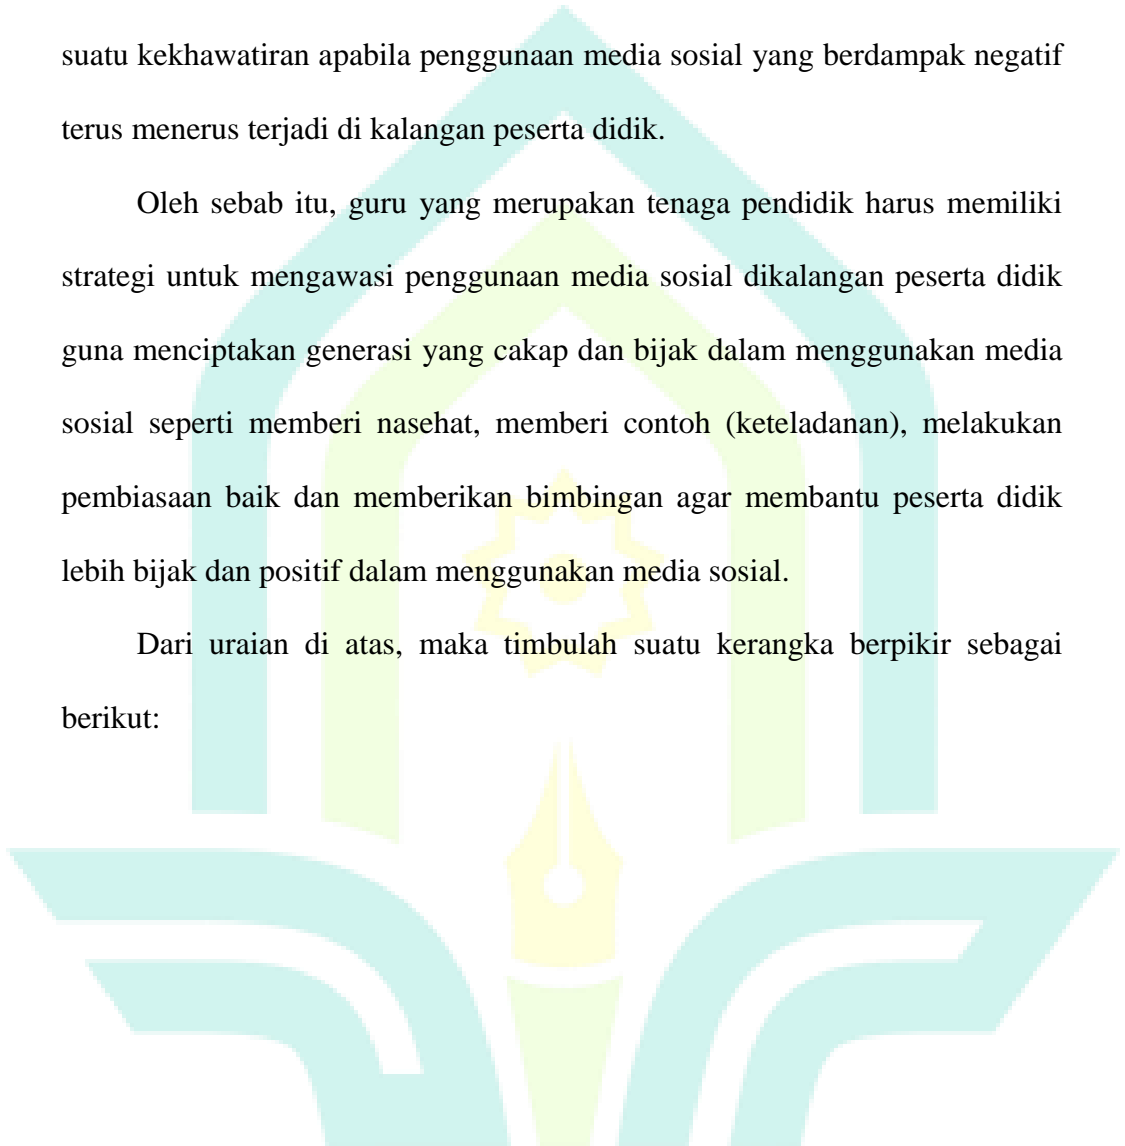 suatu kekhawatiran apabila penggunaan media sosial yang berdampak negatif
terus menerus terjadi di kalangan peserta didik.
Oleh sebab itu, guru yang merupakan tenaga pendidik harus memiliki
strategi untuk mengawasi penggunaan media sosial dikalangan peserta didik
guna menciptakan generasi yang cakap dan bijak dalam menggunakan media
sosial seperti memberi nasehat, memberi contoh (keteladanan), melakukan
pembiasaan baik dan memberikan bimbingan agar membantu peserta didik
lebih bijak dan positif dalam menggunakan media sosial.
Dari uraian di atas, maka timbulah suatu kerangka berpikir sebagai
berikut: